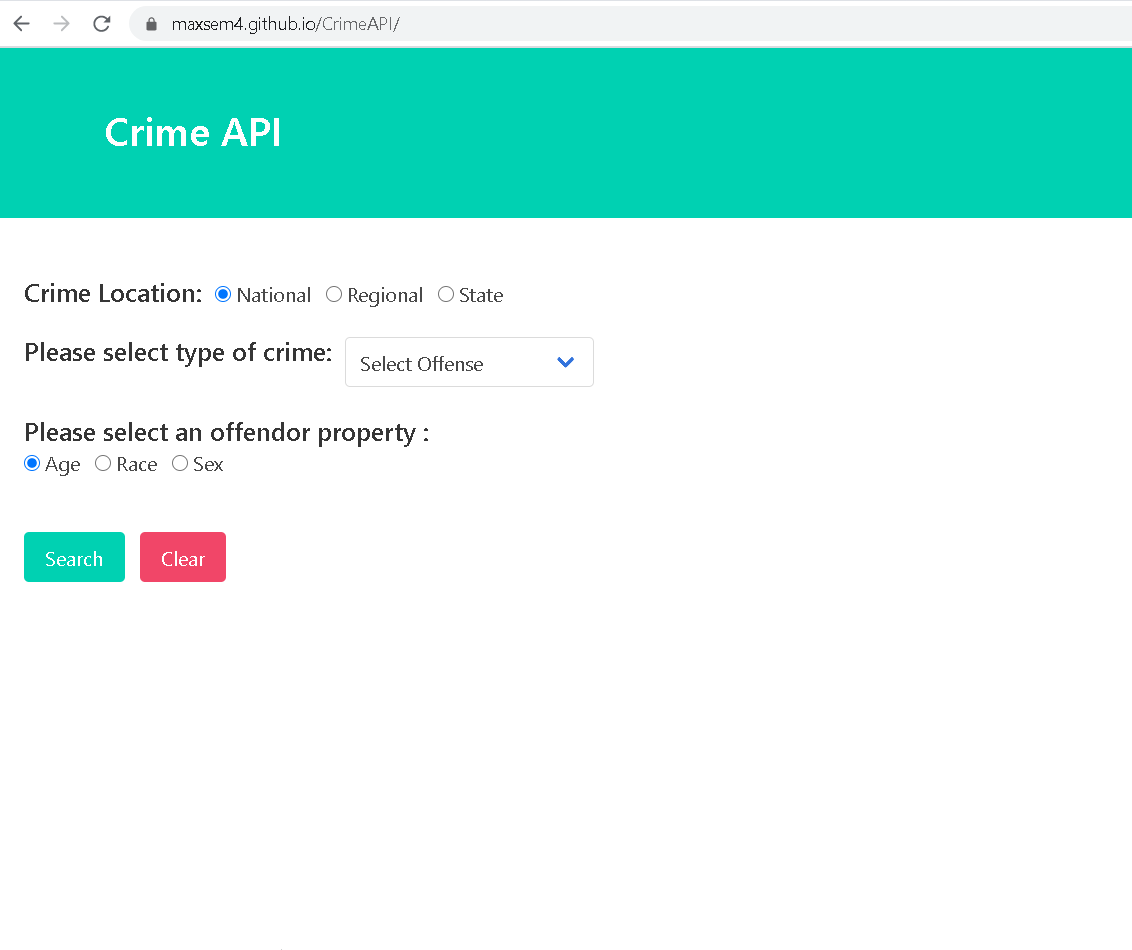 maxsem4.github.io/CrimeAPI/
Crime API
Crime Location: National Regional State
Please select type of crime: Select Offense
Please select an offendor property :
Age Race Sex
Search Clear